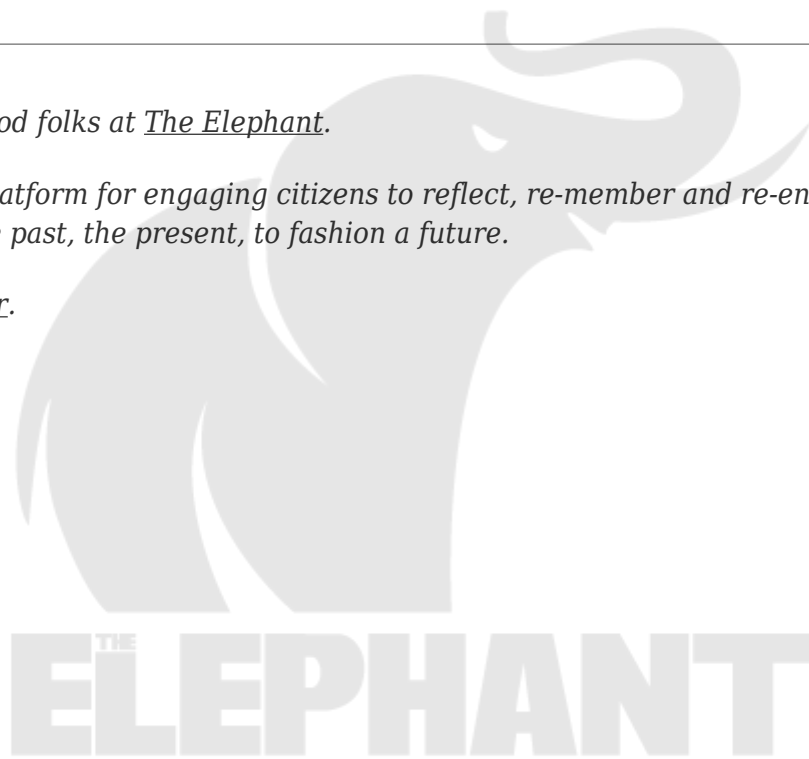 od folks at The Elephant.
atform for engaging citizens to reflect, re-member and re-en
past, the present, to fashion a future.
r.
THE
ELEPHANT